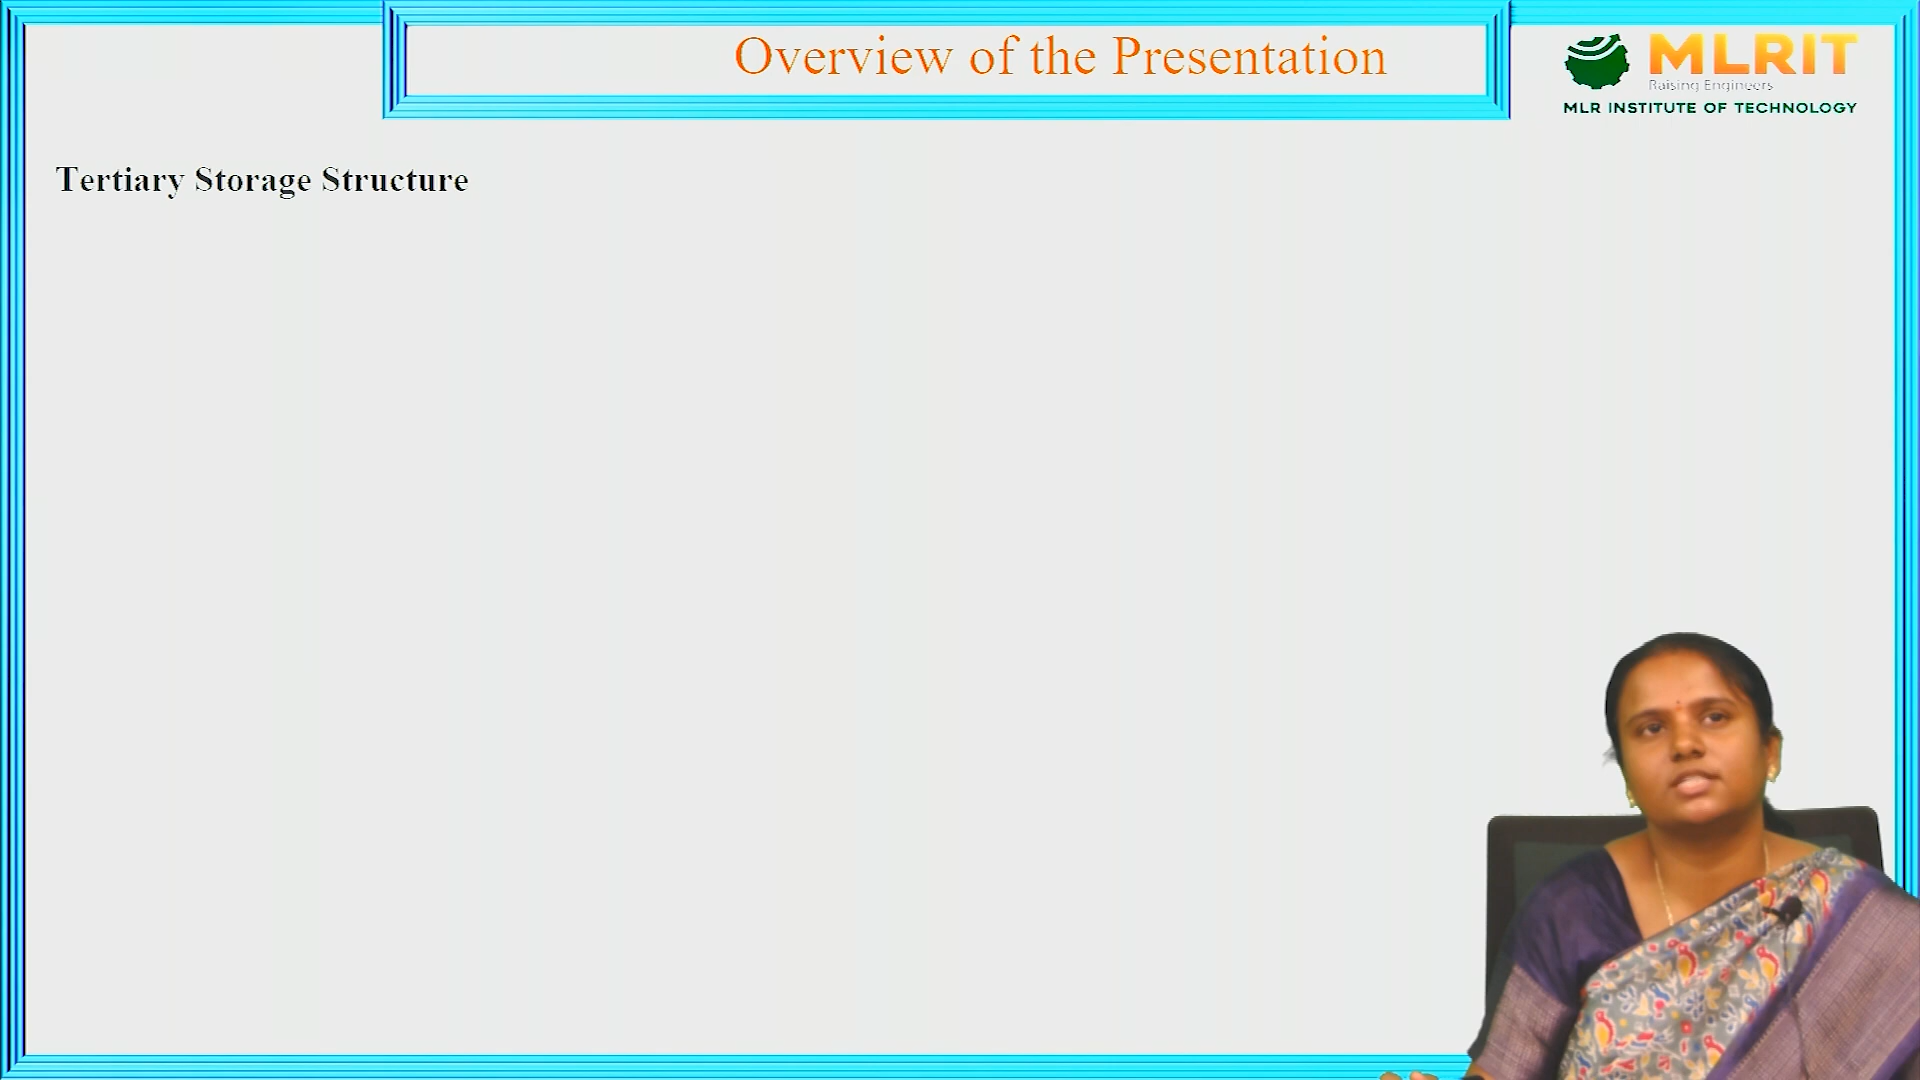 Overview of the Presentation
MLRIT
Raising Engineers
MLR INSTITUTE OF TECHNOLOGY
Tertiary Storage Structure